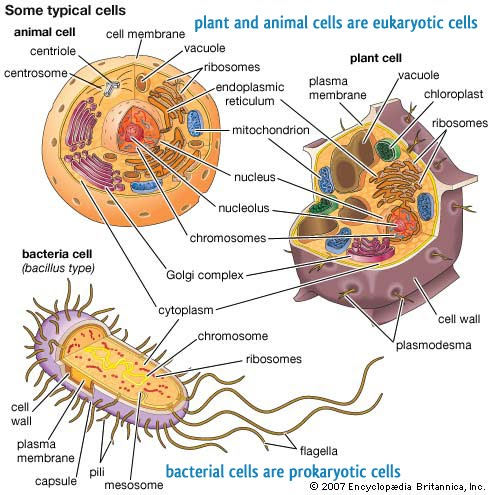 Some typical cells
plant and animal cells are eukaryotic cells
animal cell
cell membrane
centriole
vacuole
centrosome
ribosomes
endoplasmic
reticulum
mitochondrion
nucleus
nucleolus
chromosomes
Golgi complex
cytoplasm
plant cell
plasma
membrane
vacuole
chloroplast
ribosomes
cell wall
plasmodesma
bacteria cell
(bacillus type)
chromosome
ribosomes
cell
wall
plasma
membrane
capsule
pili
mesosome
flagella
bacterial cells are prokaryotic cells
© 2007 Encyclopædia Britannica, Inc.